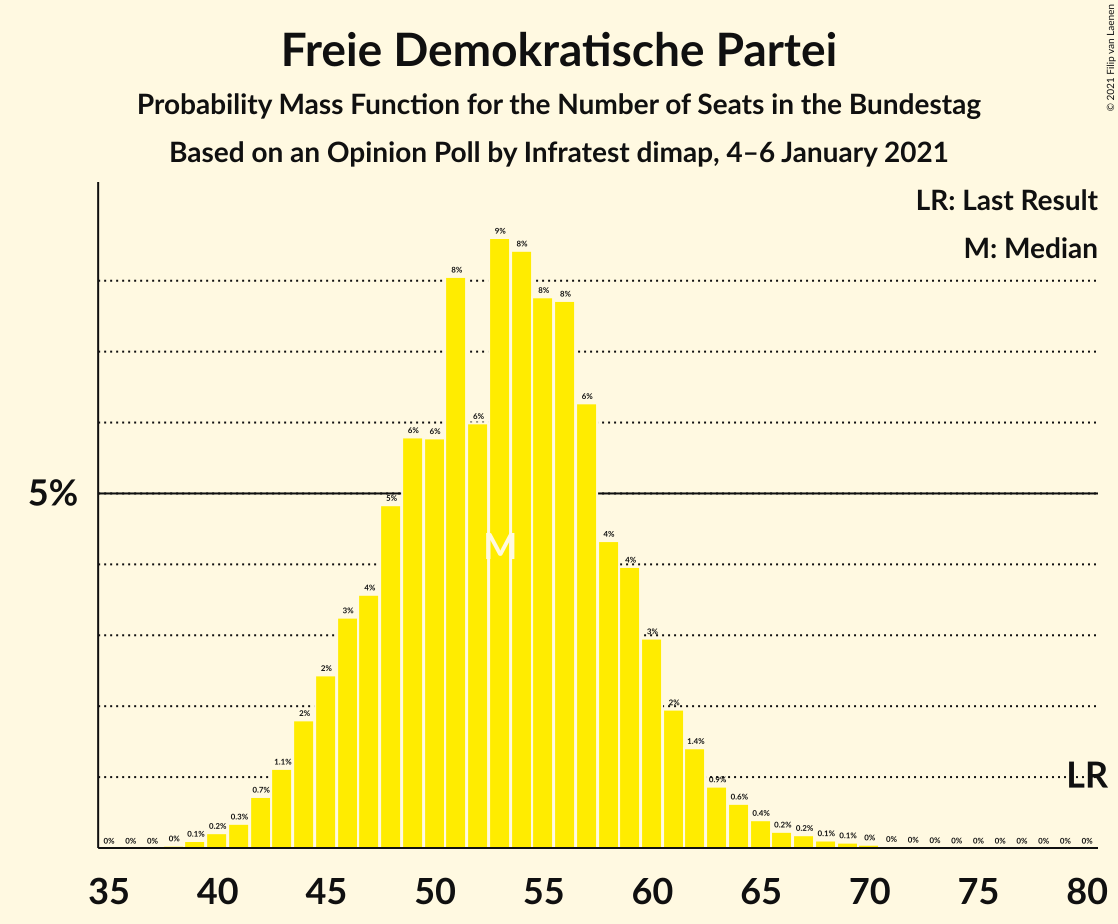 Freie Demokratische Partei
Probability Mass Function for the Number of Seats in the Bundestag
Based on an Opinion Poll by Infratest dimap, 4–6 January 2021
© 2021 Filip van Laenen
LR: Last Result
M: Median
5%
0% 0% 0% 0% 0.1% 0.2% 0.3% 0.7% 1.1% 2% 2% 3% 4% 5% 6% 6% 8% 6% 9% 8% 8% 8% 6% 4% 4% 3% 2% 1.4% 0.9% 0.6% 0.4% 0.2% 0.2% 0.1% 0.1% 0% 0% 0% 0% 0% 0% 0% 0% 0% 0% 0%
M
LR
35 40 45 50 55 60 65 70 75 80